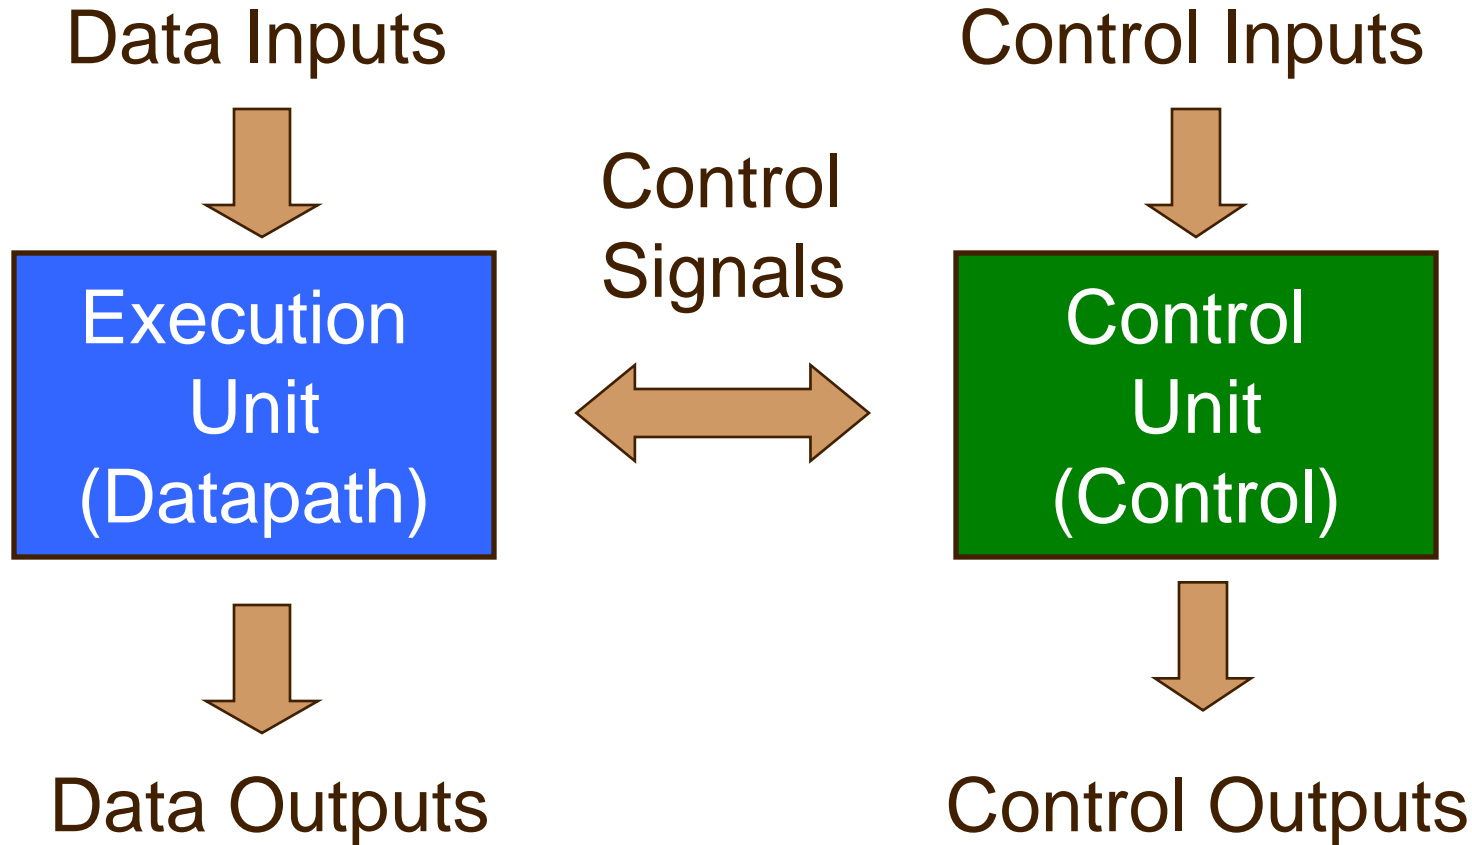 Data Inputs
Control Inputs
Control
Signals
Execution
Unit
(Datapath)
Control
Unit
(Control)
Data Outputs
Control Outputs